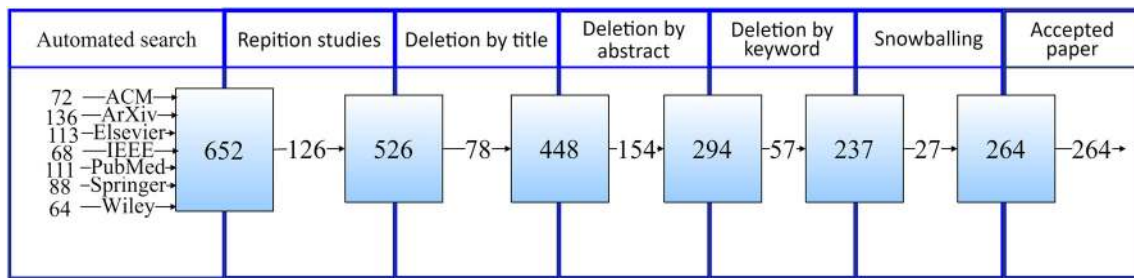 Automated search
Repition studies
Deletion by title
Deletion by
abstract
Deletion by
keyword
Snowballing
Accepted
paper
72 ACM
136 ArXiv
113 Elsevier
68 IEEE
111 PubMed
88 Springer
64 Wiley
652
126
526
78
448
154
294
57
237
27
264
264